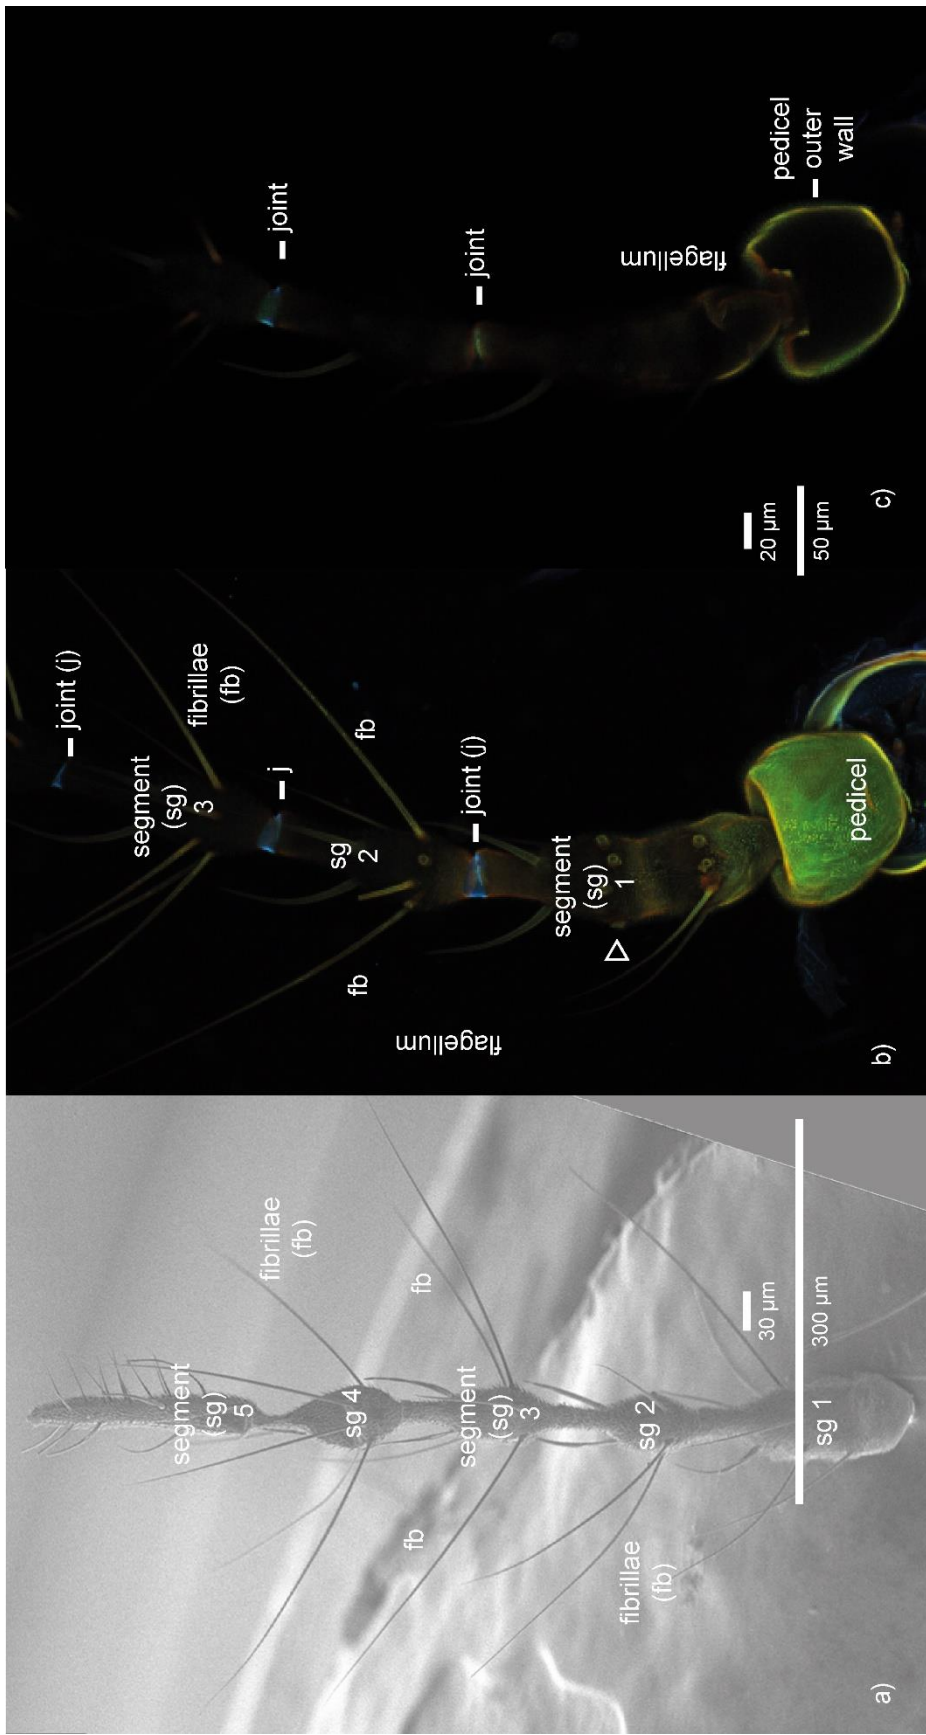 segment
(sg)
5
sg 4
segment
(sg)
3
sg 2
sg 1
fibrillae
(fb)
fb
fb
fibrillae
(fb)
30 µm
300 µm
a)
joint (j)
segment
(sg)
3
fibrillae
(fb)
j
sg
2
fb
fb
joint (j)
segment
(sg)
1
flagellum
pedicel
b)
joint
joint
flagellum
pedicel
outer
wall
20 µm
50 µm
c)